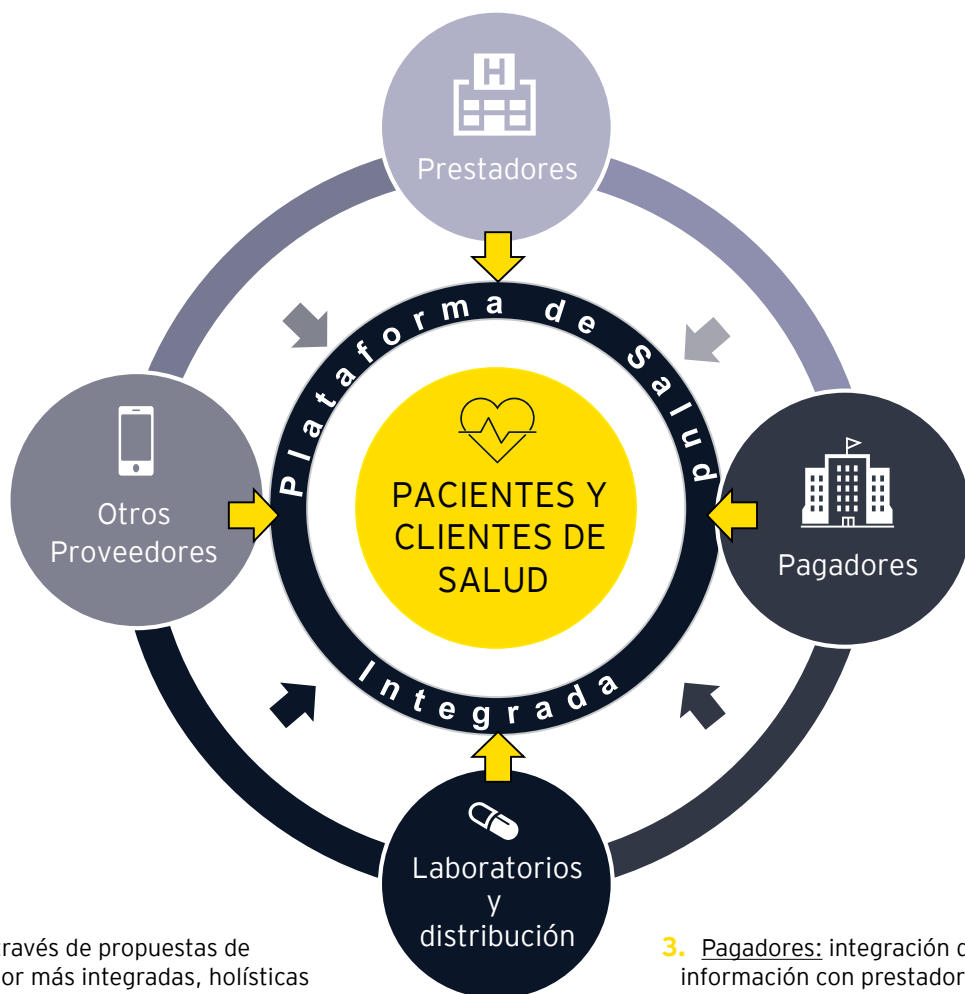 Prestadores
Plataforma de Salud
Integrada
PACIENTES Y
CLIENTES DE
SALUD
Otros
Proveedores
Pagadores
Laboratorios
y
distribución
través de propuestas de
or más integradas, holísticas
3. Pagadores: integración
información con prestador